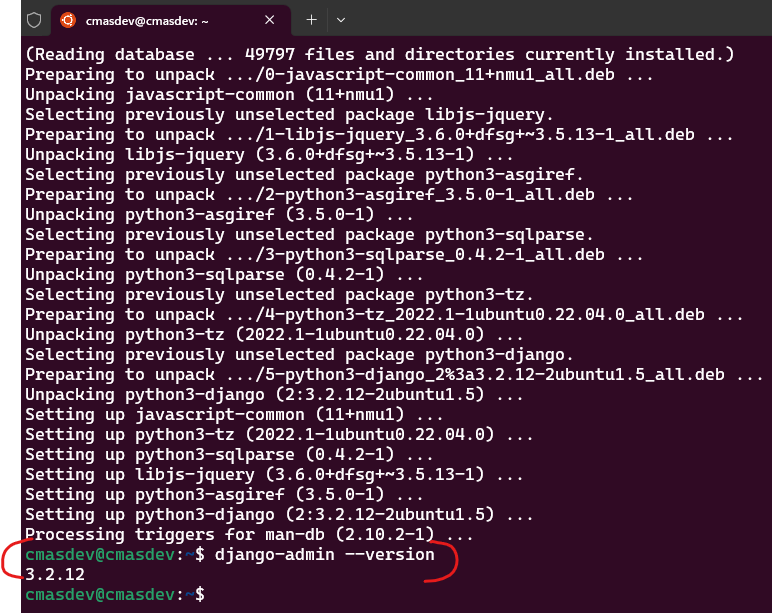 cmasdev@cmasdev: ~
(Reading database ... 49797 files and directories currently installed.)
Preparing to unpack .../0-javascript-common_11+nmu1_all.deb ...
Unpacking javascript-common (11+nmu1) ...
Selecting previously unselected package libjs-jquery.
Preparing to unpack .../1-libjs-jquery_3.6.0+dfsg+~3.5.13-1_all.deb ...
Unpacking libjs-jquery (3.6.0+dfsg+~3.5.13-1) ...
Selecting previously unselected package python3-asgiref.
Preparing to unpack .../2-python3-asgiref_3.5.0-1_all.deb ...
Unpacking python3-asgiref (3.5.0-1) ...
Selecting previously unselected package python3-sqlparse.
Preparing to unpack .../3-python3-sqlparse_0.4.2-1_all.deb ...
Unpacking python3-sqlparse (0.4.2-1) ...
Selecting previously unselected package python3-tz.
Preparing to unpack .../4-python3-tz_2022.1-1ubuntu0.22.04.0_all.deb ...
Unpacking python3-tz (2022.1-1ubuntu0.22.04.0) ...
Selecting previously unselected package python3-django.
Preparing to unpack .../5-python3-django_2%3a3.2.12-2ubuntu1.5_all.deb ...
Unpacking python3-django (2:3.2.12-2ubuntu1.5) ...
Setting up javascript-common (11+nmu1) ...
Setting up python3-tz (2022.1-1ubuntu0.22.04.0) ...
Setting up python3-sqlparse (0.4.2-1) ...
Setting up libjs-jquery (3.6.0+dfsg+~3.5.13-1) ...
Setting up python3-asgiref (3.5.0-1) ...
Setting up python3-django (2:3.2.12-2ubuntu1.5) ...
Processing triggers for man-db (2.10.2-1) ...
cmasdev@cmasdev:~$ django-admin --version
3.2.12
cmasdev@cmasdev:~$